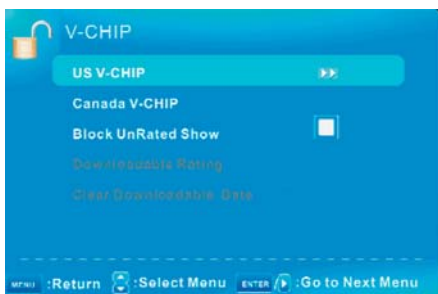 V-CHIP
US V-CHIP
Canada V-CHIP
Block UnRated Show
Downloadable Rating
Clear Downloadable Data
MENU :Return :Select Menu ENTER / :Go to Next Menu